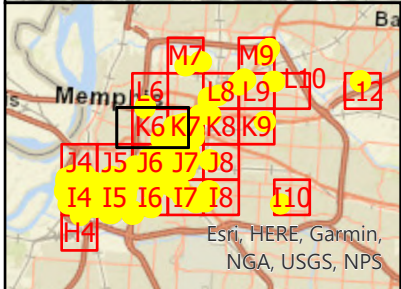 Ba
M7 M9
L6 L8 L9 L10 L12
Memphis
K6 K7 K8 K9
J4 J5 J6 J7 J8
I4 I5 I6 I7 I8 I10
H4
Esri, HERE, Garmin,
NGA, USGS, NPS